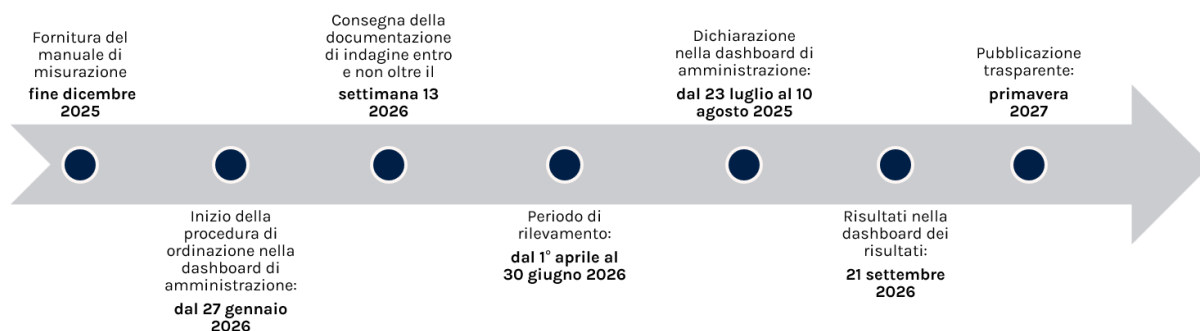 Fornitura del
manuale di
misurazione
fine dicembre
2025
Inizio della
procedura di
ordinazione nella
dashboard di
amministrazione:
dal 27 gennaio
2026
Consegna della
documentazione
di indagine entro
e non oltre il
settimana 13
2026
Periodo di
rilevamento:
dal 1° aprile al
30 giugno 2026
Dichiarazione
nella dashboard di
amministrazione:
dal 23 luglio al 10
agosto 2025
Risultati nella
dashboard dei
risultati:
21 settembre
2026
Pubblicazione
trasparente:
primavera
2027